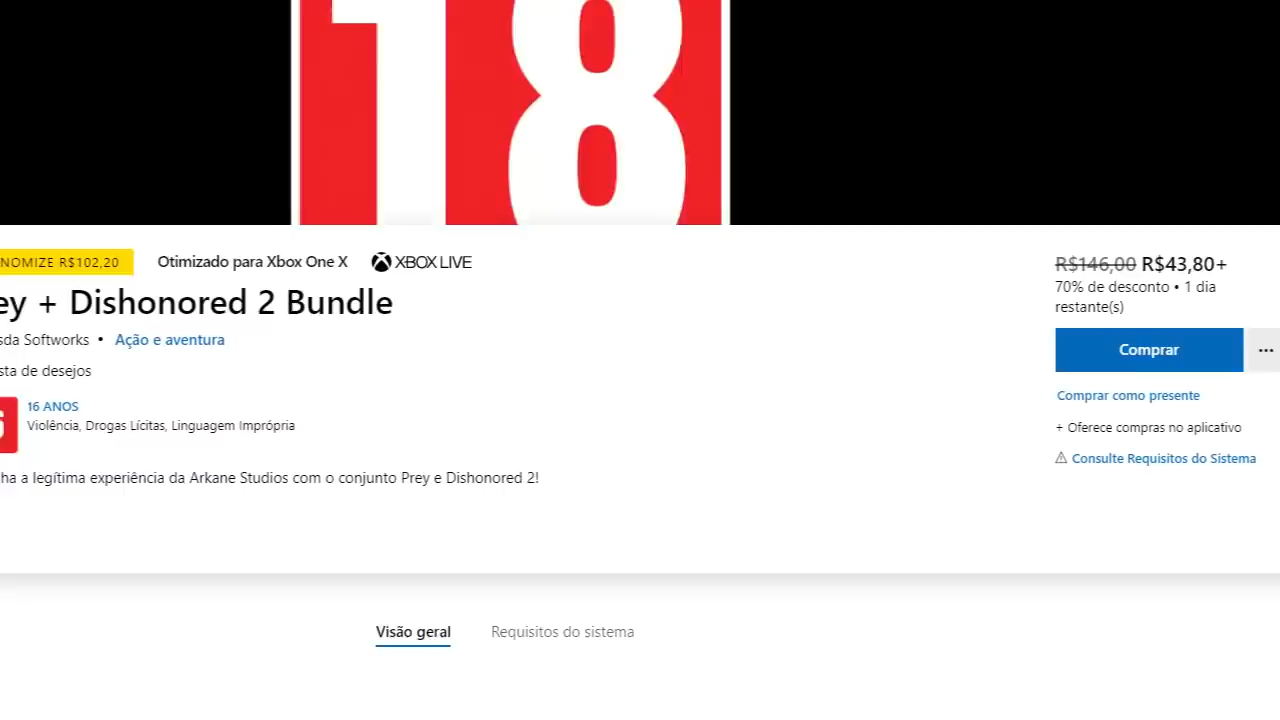 18
NOMIZE R$102,20
Otimizado para Xbox One X
XBOX LIVE
ey + Dishonored 2 Bundle
sda Softworks • Ação e aventura
sta de desejos
16 ANOS
Violência, Drogas Lícitas, Linguagem Imprópria
ha a legítima experiência da Arkane Studios com o conjunto Prey e Dishonored 2!
R$146,00 R$43,80+
70% de desconto • 1 dia
restante(s)
Comprar
...
Comprar como presente
+ Oferece compras no aplicativo
Consulte Requisitos do Sistema
Visão geral
Requisitos do sistema